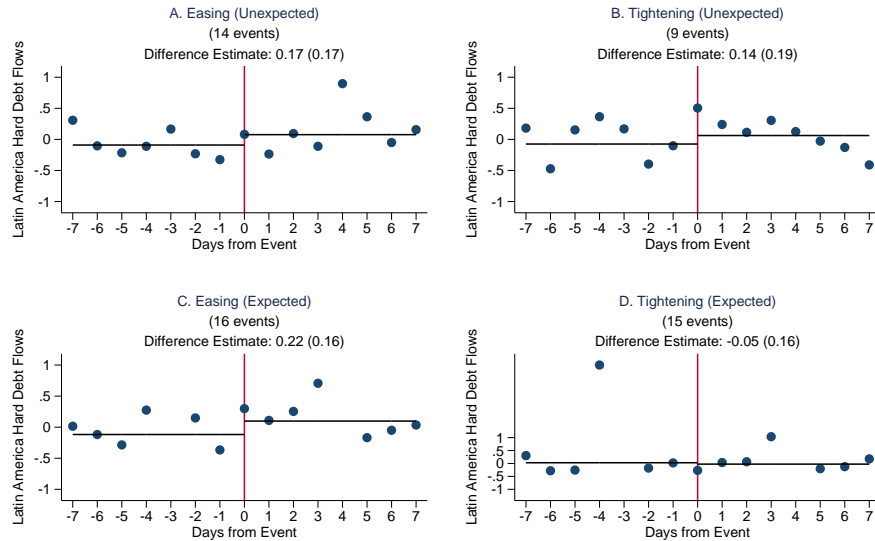 A. Easing (Unexpected)
(14 events)
Difference Estimate: 0.17 (0.17)
Latin America Hard Debt Flows
1
.5
0
-.5
-1
-7 -6 -5 -4 -3 -2 -1 0 1 2 3 4 5 6 7
Days from Event
B. Tightening (Unexpected)
(9 events)
Difference Estimate: 0.14 (0.19)
Latin America Hard Debt Flows
1
.5
0
-.5
-1
-7 -6 -5 -4 -3 -2 -1 0 1 2 3 4 5 6 7
Days from Event
C. Easing (Expected)
(16 events)
Difference Estimate: 0.22 (0.16)
Latin America Hard Debt Flows
1
.5
0
-.5
-1
-7 -6 -5 -4 -3 -2 -1 0 1 2 3 4 5 6 7
Days from Event
D. Tightening (Expected)
(15 events)
Difference Estimate: -0.05 (0.16)
Latin America Hard Debt Flows
1
.5
0
-.5
-1
-7 -6 -5 -4 -3 -2 -1 0 1 2 3 4 5 6 7
Days from Event